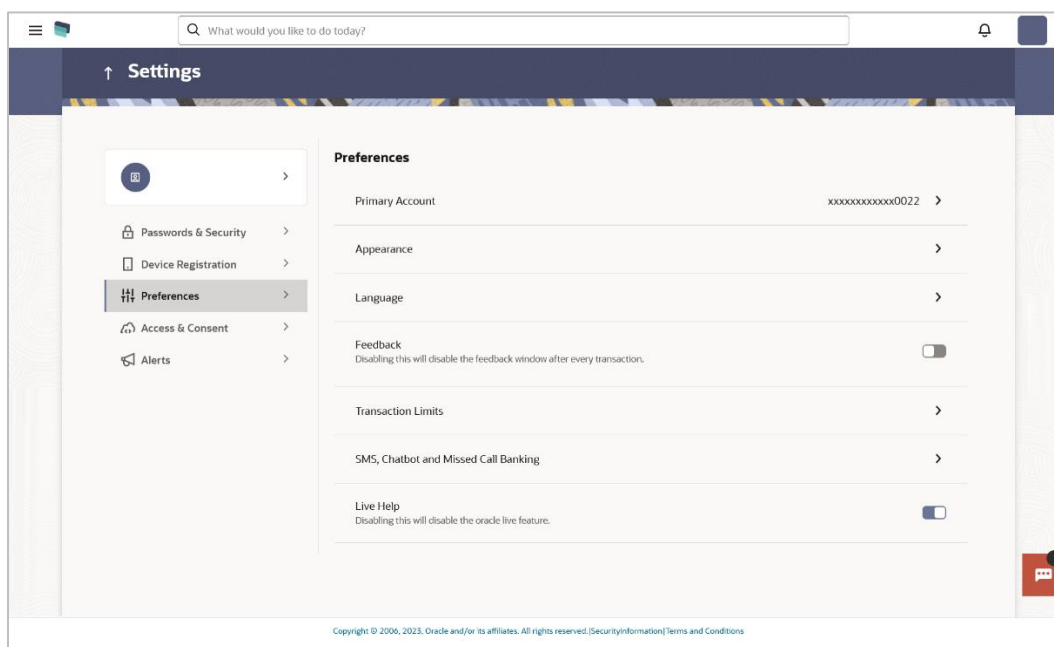 What would you like to do today?
Settings
Passwords & Security
Device Registration
Preferences
Access & Consent
Alerts
Preferences
Primary Account xxxxxxxxxxxx0022
Appearance
Language
Feedback
Disabling this will disable the feedback window after every transaction.
Transaction Limits
SMS, Chatbot and Missed Call Banking
Live Help
Disabling this will disable the oracle live feature.
Copyright © 2006, 2023, Oracle and/or its affiliates. All rights reserved.|SecurityInformation|Terms and Conditions